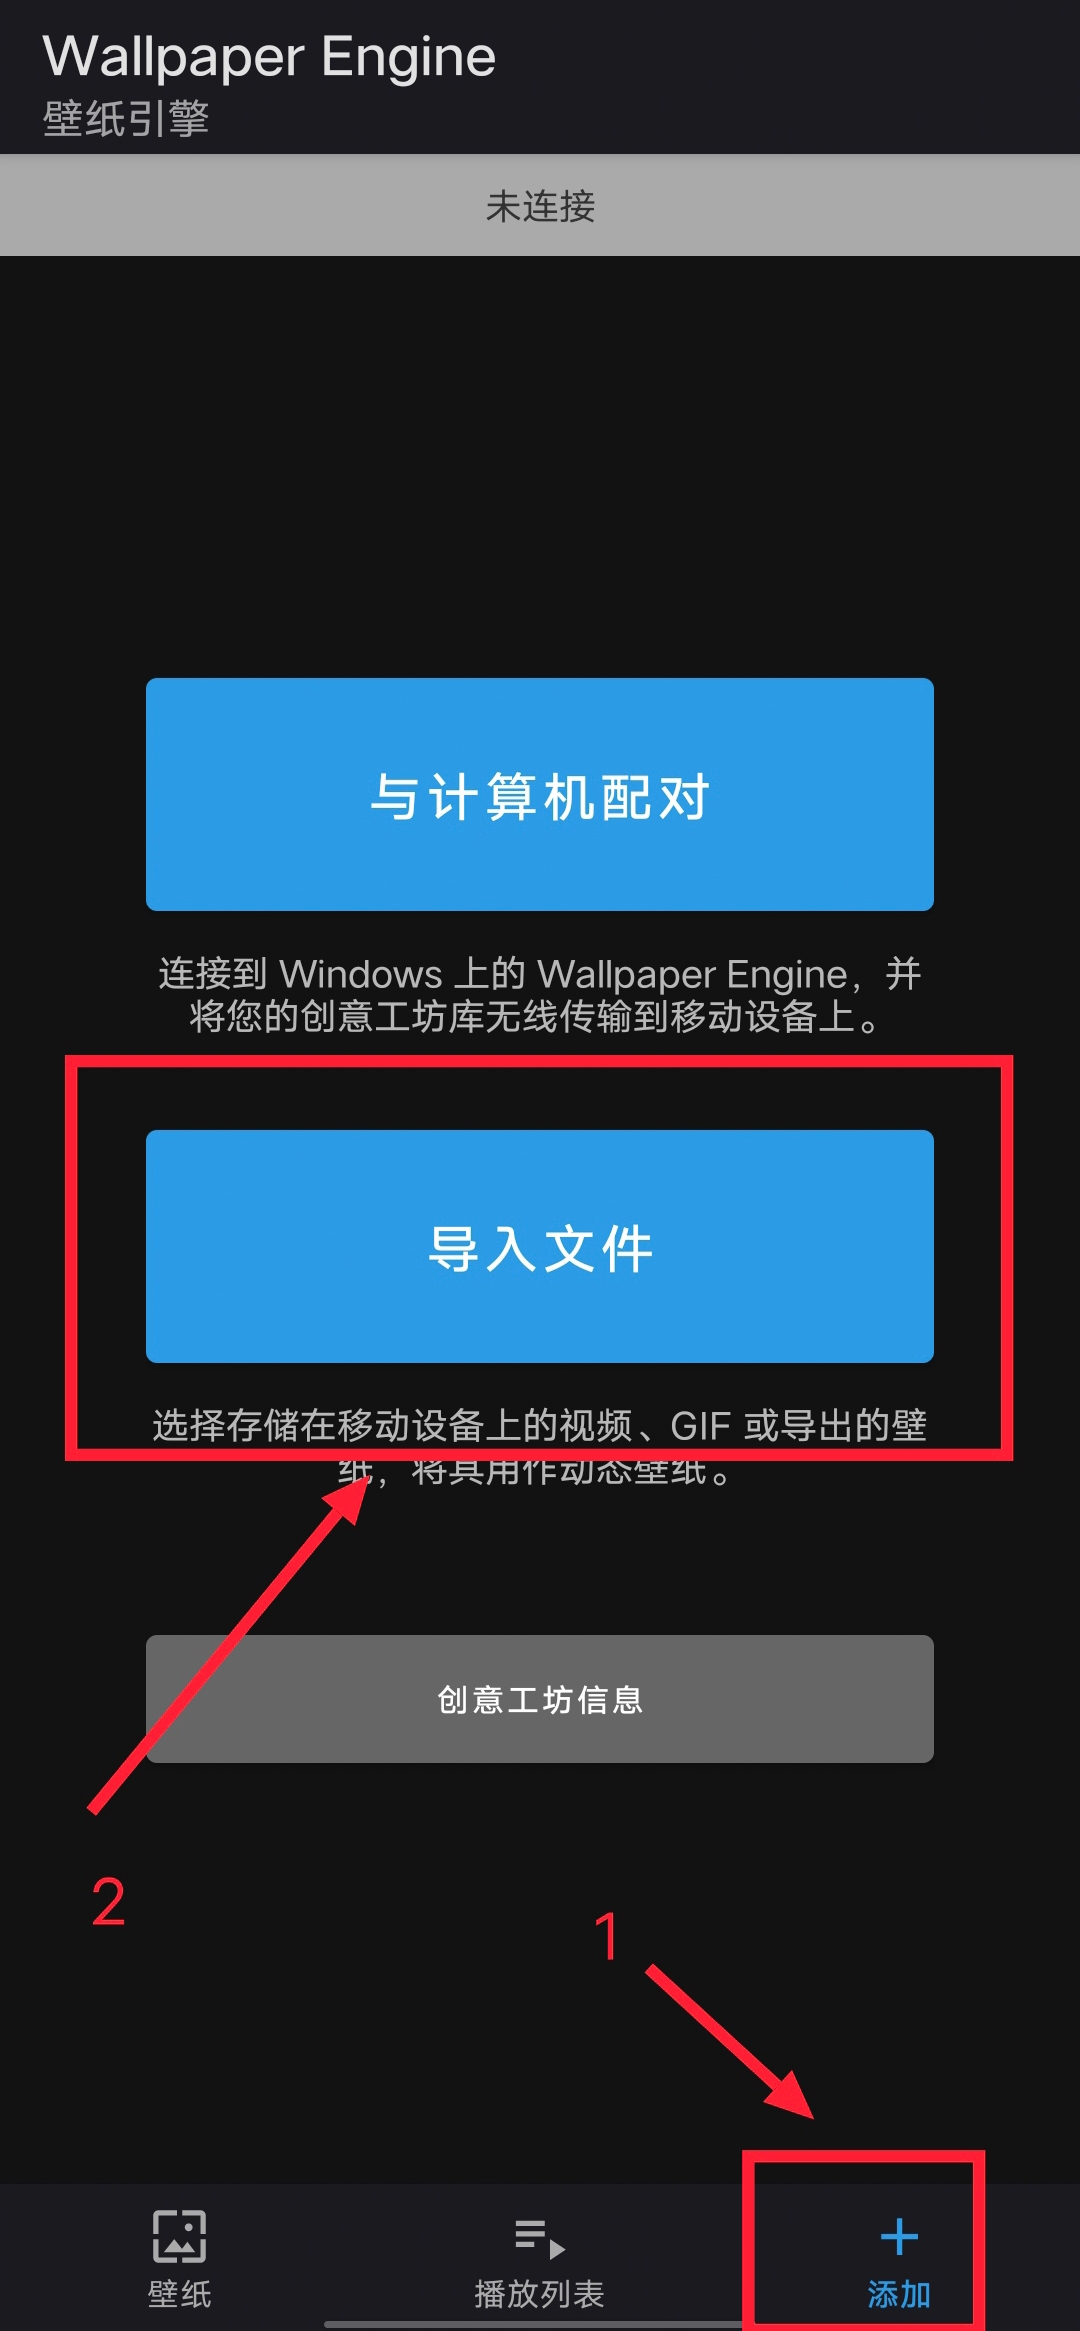 Wallpaper Engine
壁纸引擎
未连接
与计算机配对
连接到 Windows 上的 Wallpaper Engine，并
将您的创意工坊库无线传输到移动设备上。
导入文件
选择存储在移动设备上的视频、GIF 或导出的壁
纸，将其用作动态壁纸。
创意工坊信息
2
1
壁纸
播放列表
添加